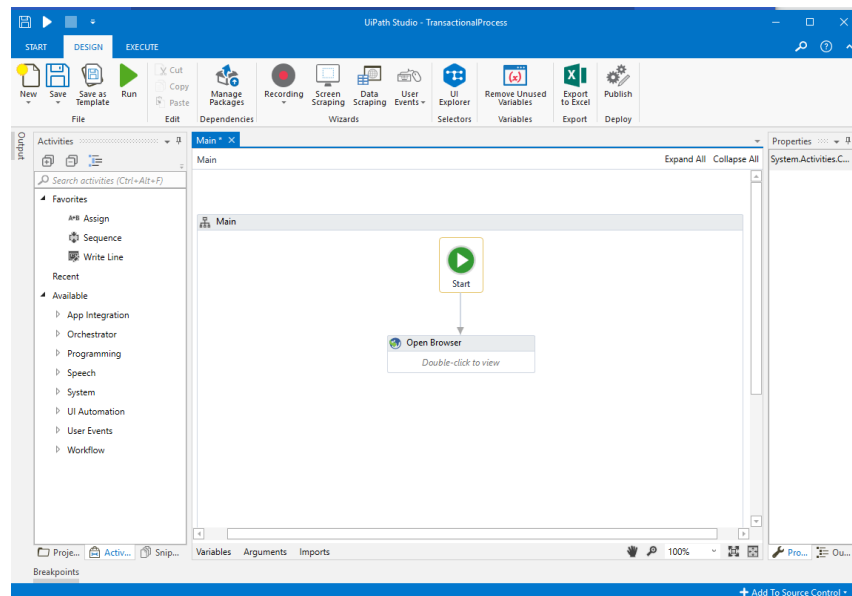 UiPath Studio - TransactionalProcess
START DESIGN EXECUTE
New Save Save as Template Run Cut Copy Paste Manage Packages Recording Screen Scraping Data Scraping User Events UI Explorer Remove Unused Variables Export to Excel Publish
File Edit Dependencies Wizards Selectors Variables Export Deploy
Output
Activities
Main * Properties
Main Expand All Collapse All System.Activities.C...
Search activities (Ctrl+Alt+F)
Favorites
A+B Assign
Main
Sequence
Write Line
Recent
Start
Available
App Integration
Orchestrator
Open Browser
Programming
Double-click to view
Speech
System
UI Automation
User Events
Workflow
Proje... Activ... Snip... Variables Arguments Imports 100% Pro... Ou...
Breakpoints
Add To Source Control